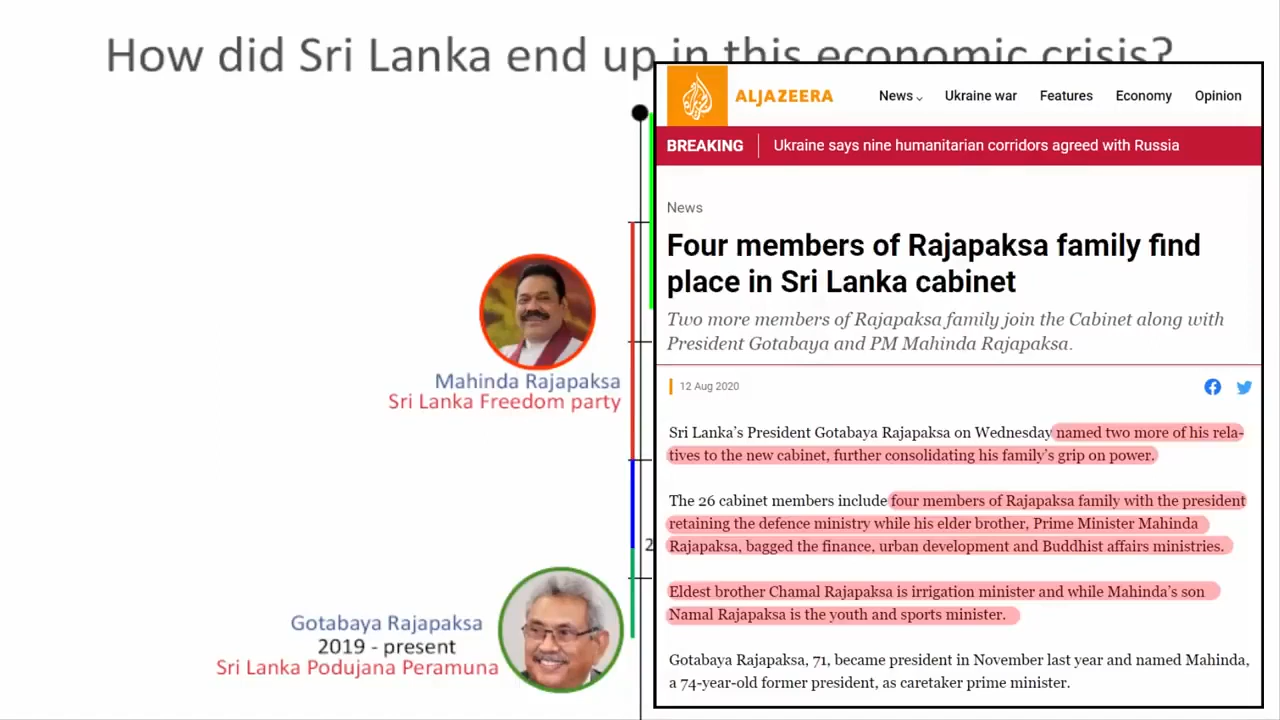 How did Sri Lanka end up in this economic crisis?
Mahinda Rajapaksa
Sri Lanka Freedom party
2
Gotabaya Rajapaksa
2019 - present
Sri Lanka Podujana Peramuna
ALJAZEERA
News Ukraine war Features Economy Opinion
BREAKING Ukraine says nine humanitarian corridors agreed with Russia
News
Four members of Rajapaksa family find
place in Sri Lanka cabinet
Two more members of Rajapaksa family join the Cabinet along with
President Gotabaya and PM Mahinda Rajapaksa.
12 Aug 2020
Sri Lanka’s President Gotabaya Rajapaksa on Wednesday named two more of his rela-
tives to the new cabinet, further consolidating his family’s grip on power.
The 26 cabinet members include four members of Rajapaksa family with the president
retaining the defence ministry while his elder brother, Prime Minister Mahinda
Rajapaksa, bagged the finance, urban development and Buddhist affairs ministries.
Eldest brother Chamal Rajapaksa is irrigation minister and while Mahinda’s son
Namal Rajapaksa is the youth and sports minister.
Gotabaya Rajapaksa, 71, became president in November last year and named Mahinda,
a 74-year-old former president, as caretaker prime minister.